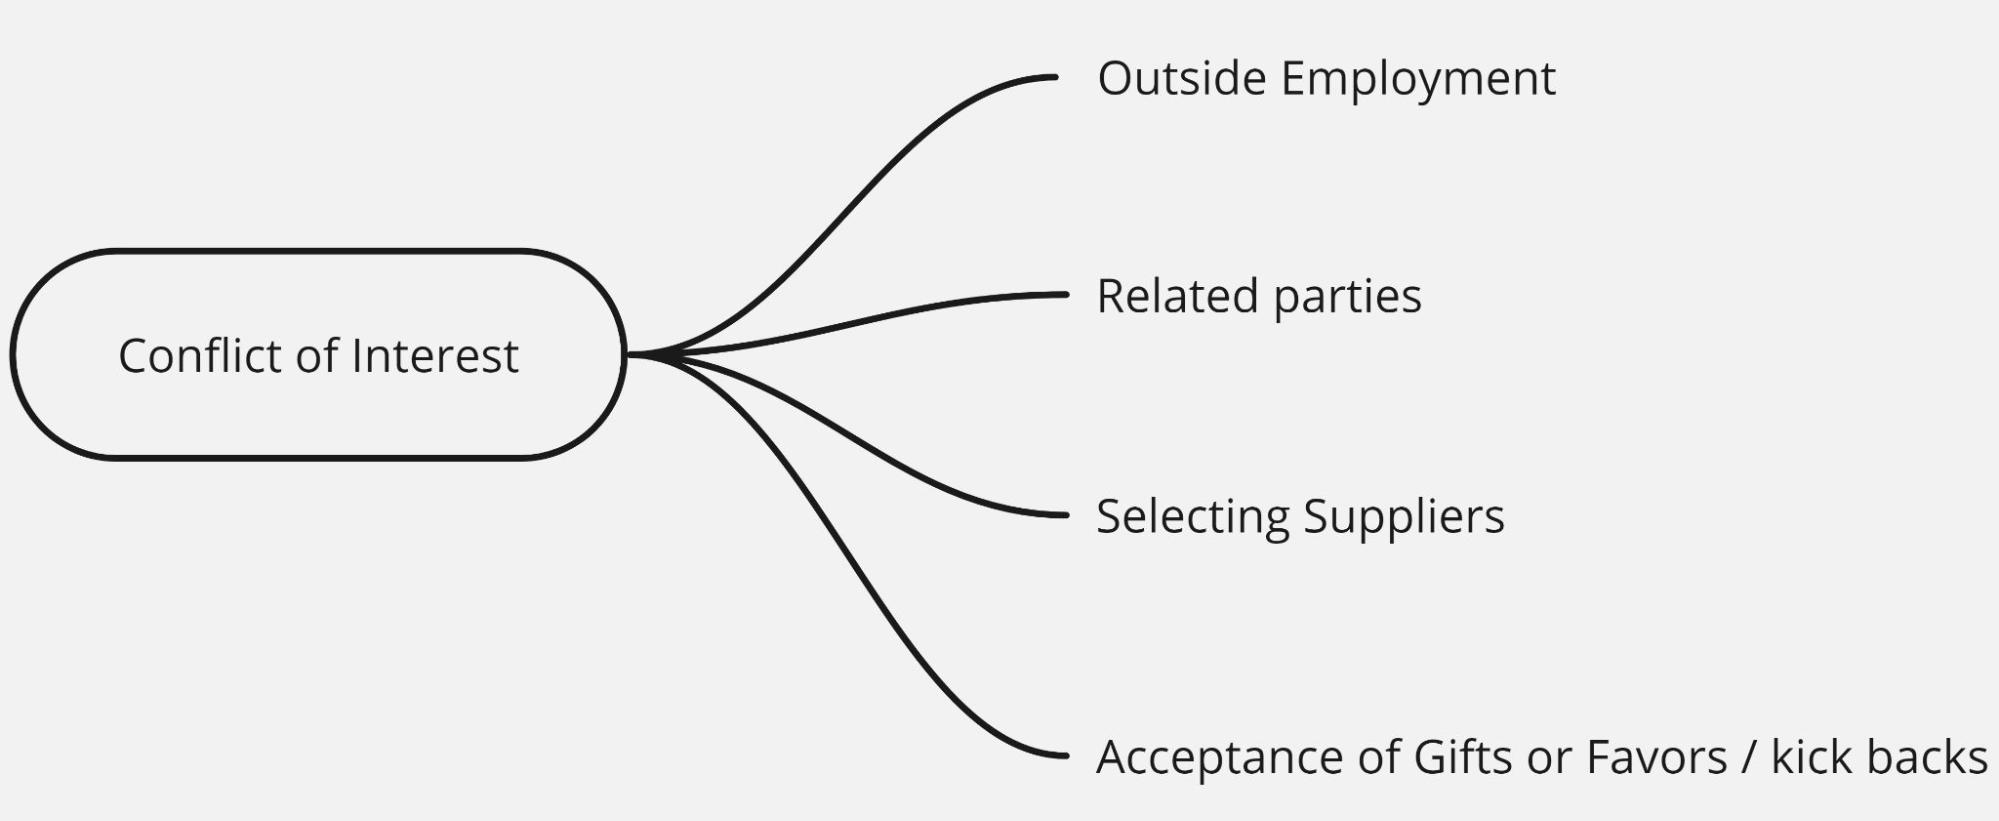 Outside Employment
Related parties
Conflict of Interest
Selecting Suppliers
Acceptance of Gifts or Favors / kick backs